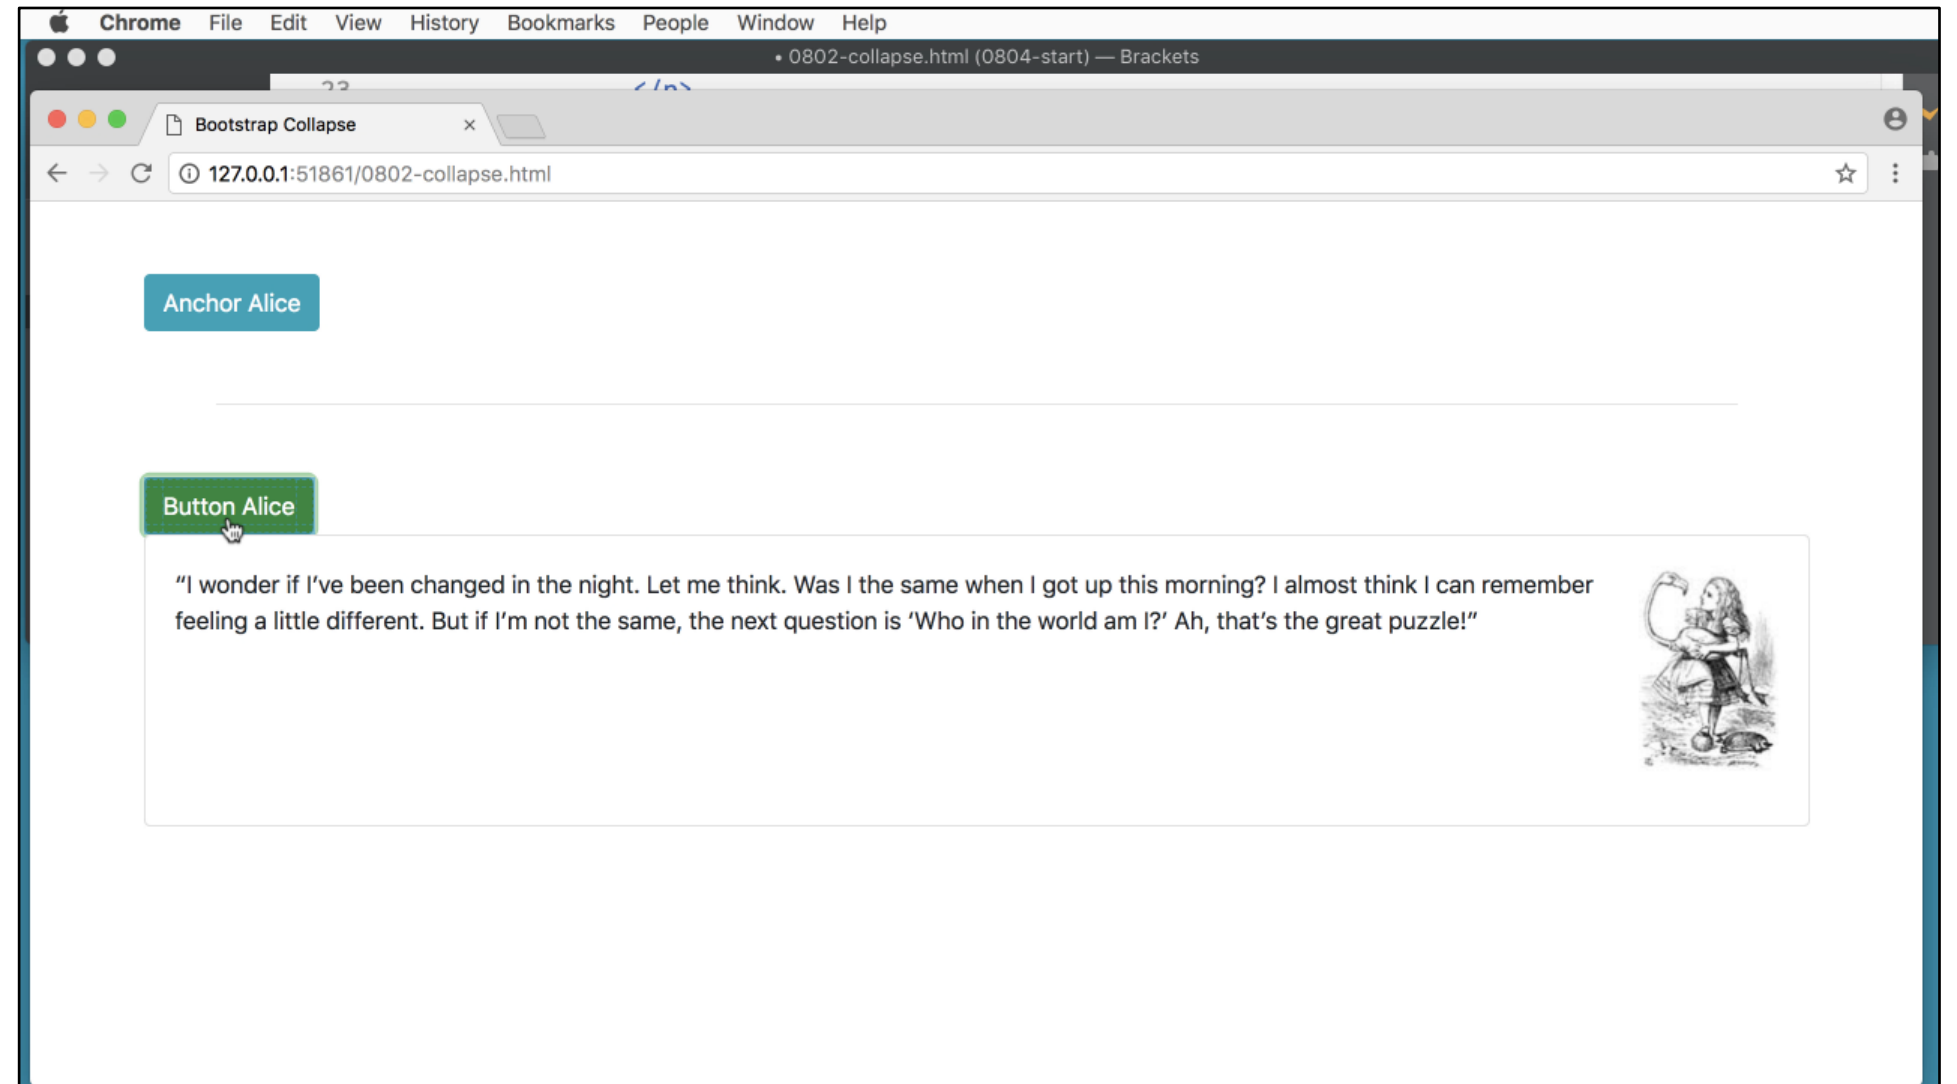 Chrome File Edit View History Bookmarks People Window Help
• 0802-collapse.html (0804-start) — Brackets
23 </p>
Bootstrap Collapse
127.0.0.1:51861/0802-collapse.html
Anchor Alice
Button Alice
“I wonder if I’ve been changed in the night. Let me think. Was I the same when I got up this morning? I almost think I can remember
feeling a little different. But if I’m not the same, the next question is ‘Who in the world am I?’ Ah, that’s the great puzzle!”